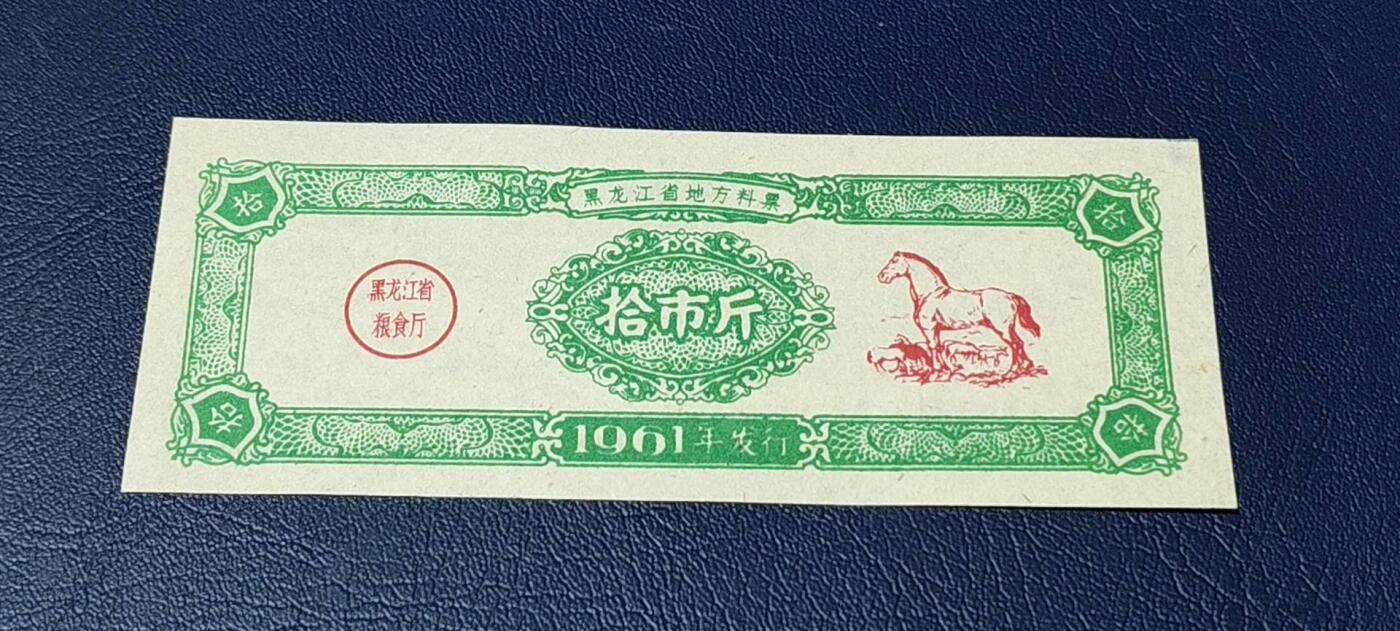 黑龙江省地方料票
拾
拾
黑龙江省
粮食厅
拾市斤
拾
拾
1961年发行